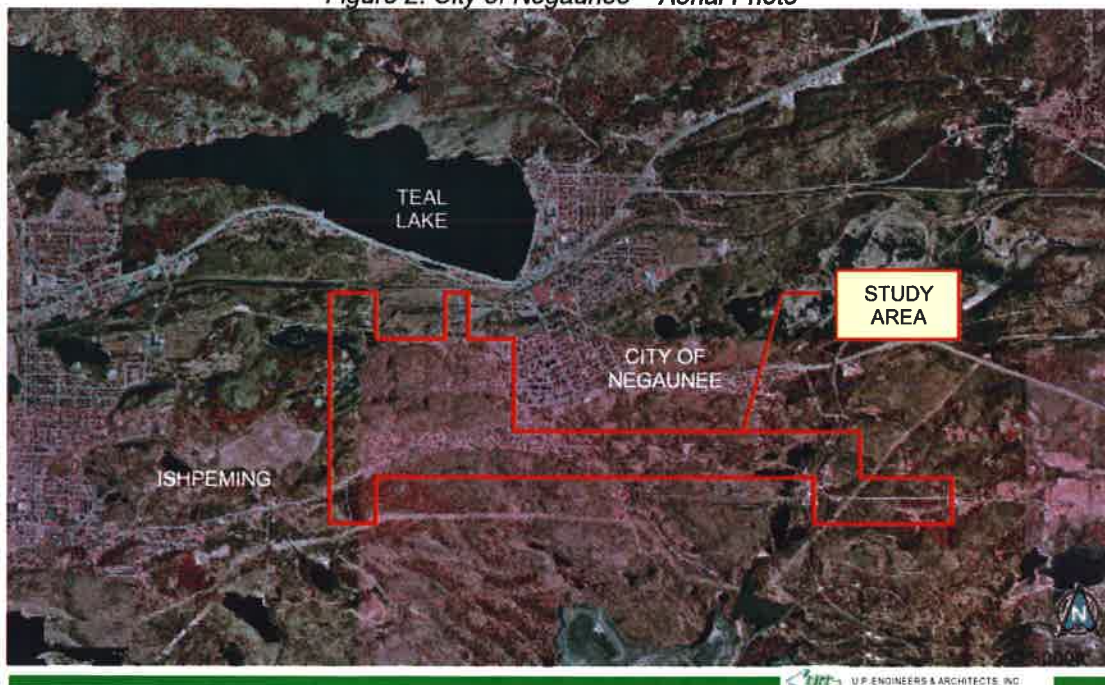 Figure 2: City of Negaunee – Aerial Photo
TEAL
LAKE
STUDY
AREA
CITY OF
NEGAUNEE
ISHPEMING
N
U.P. ENGINEERS & ARCHITECTS, INC.